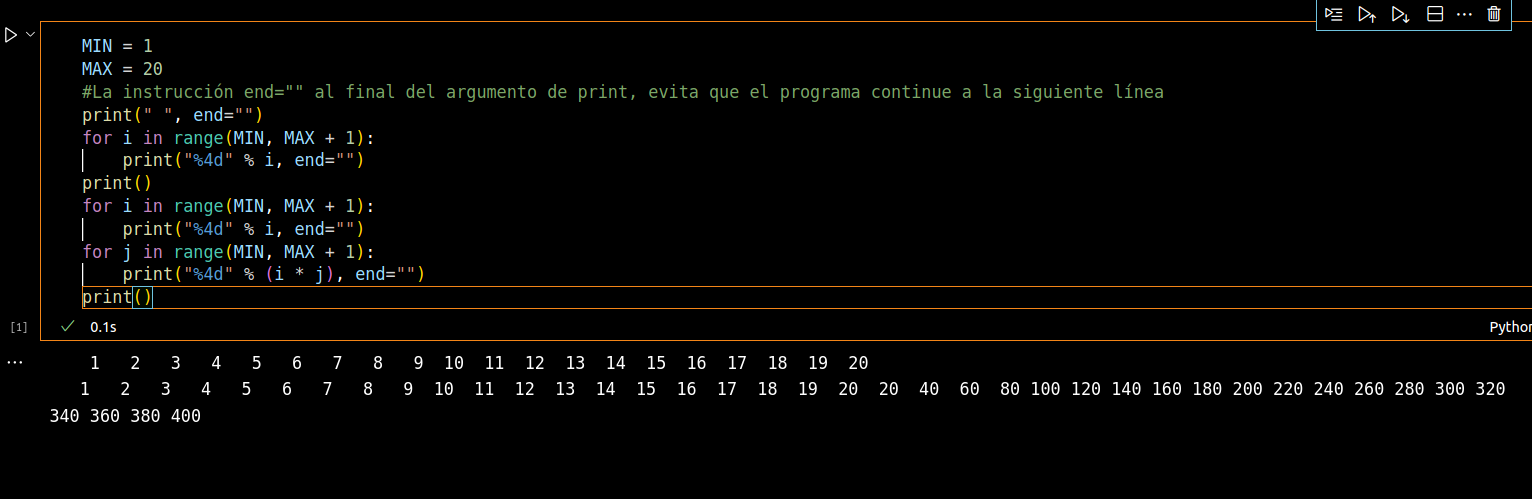 MIN = 1
MAX = 20
#La instrucción end="" al final del argumento de print, evita que el programa continue a la siguiente línea
print(" ", end="")
for i in range(MIN, MAX + 1):
    print("%4d" % i, end="")
print()
for i in range(MIN, MAX + 1):
    print("%4d" % i, end="")
for j in range(MIN, MAX + 1):
    print("%4d" % (i * j), end="")
print()
[1] 0.1s Python
1 2 3 4 5 6 7 8 9 10 11 12 13 14 15 16 17 18 19 20
1 2 3 4 5 6 7 8 9 10 11 12 13 14 15 16 17 18 19 20 20 40 60 80 100 120 140 160 180 200 220 240 260 280 300 320
340 360 380 400